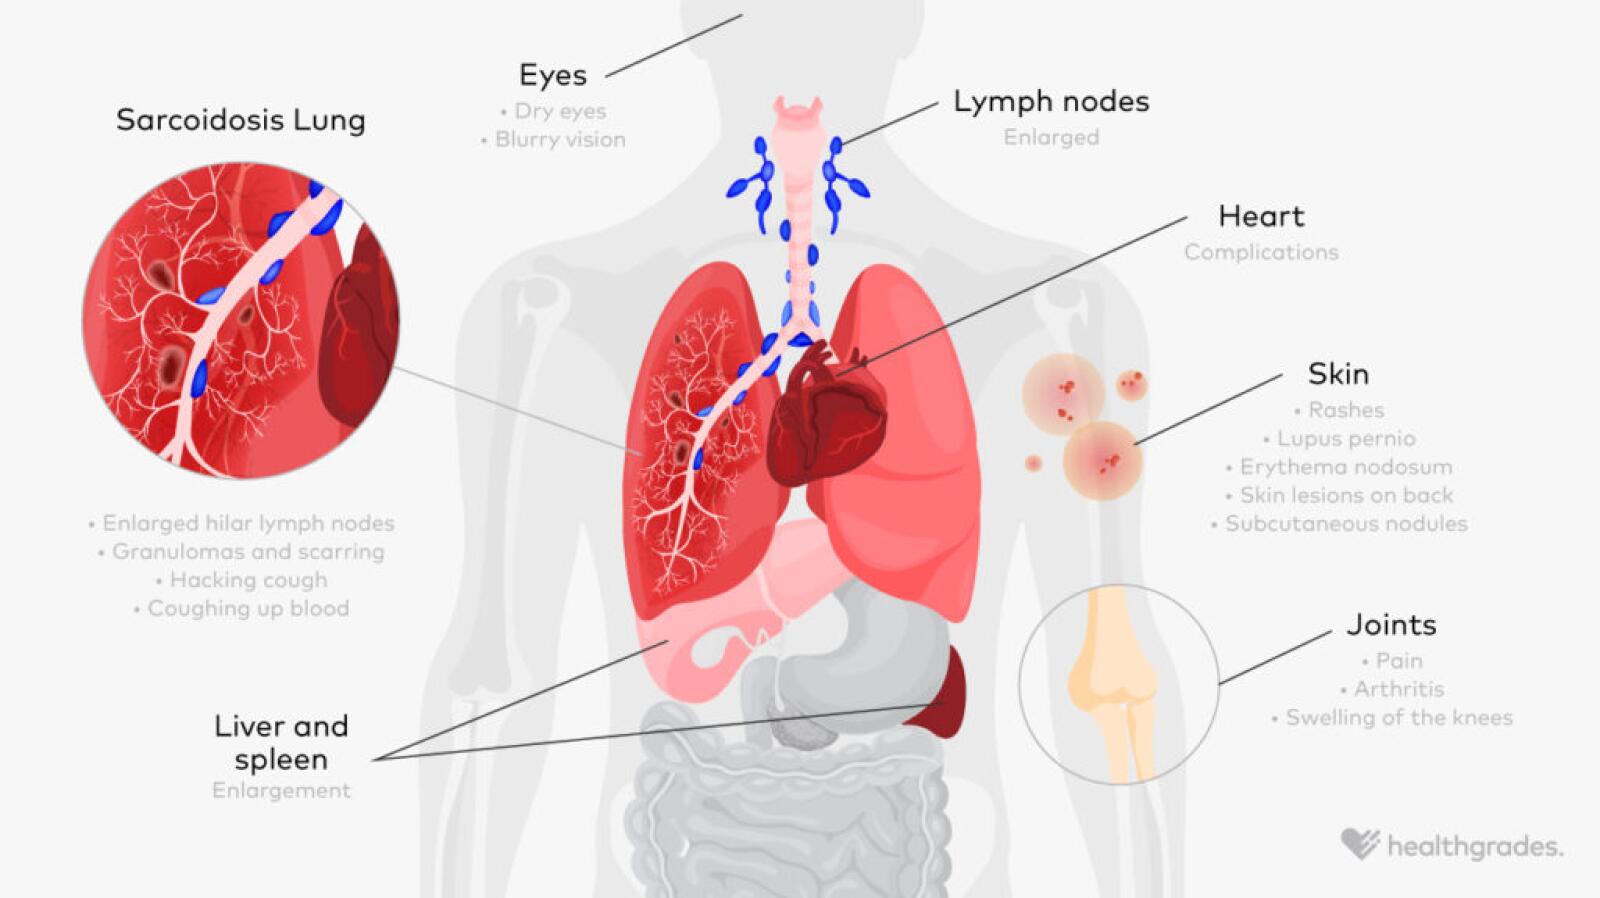 Sarcoidosis Lung
• Enlarged hilar lymph nodes
• Granulomas and scarring
• Hacking cough
• Coughing up blood
Eyes
• Dry eyes
• Blurry vision
Lymph nodes
Enlarged
Heart
Complications
Skin
• Rashes
• Lupus pernio
• Erythema nodosum
• Skin lesions on back
• Subcutaneous nodules
Joints
• Pain
• Arthritis
• Swelling of the knees
Liver and
spleen
Enlargement
healthgrades.